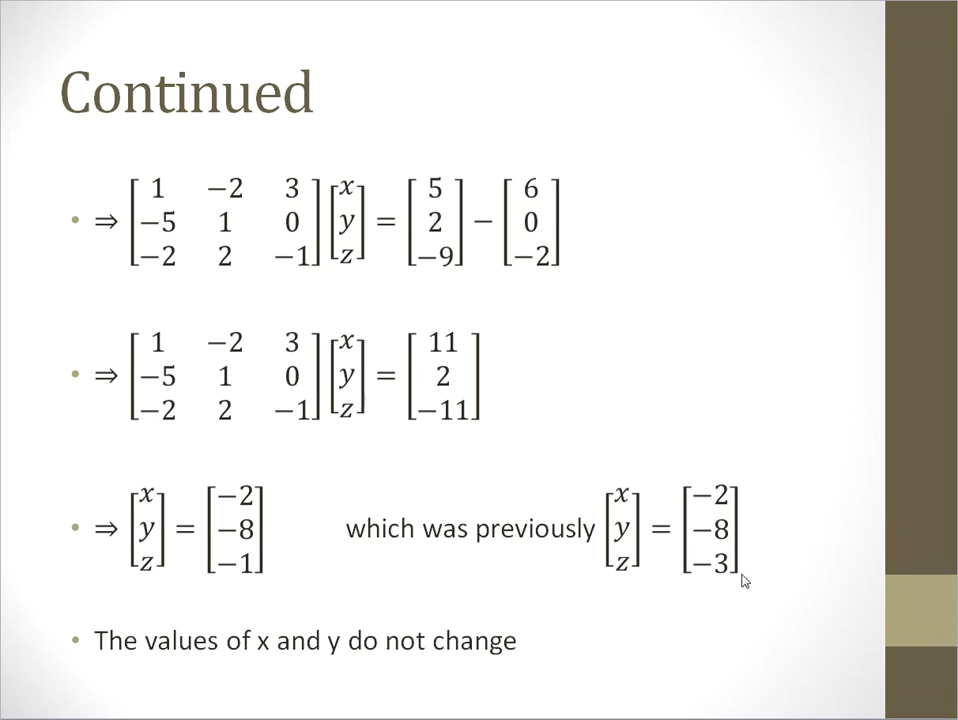 Continued
• ⇒ [1 −2 3; −5 1 0; −2 2 −1] [x; y; z] = [5; 2; −9] − [6; 0; −2]
• ⇒ [1 −2 3; −5 1 0; −2 2 −1] [x; y; z] = [11; 2; −11]
• ⇒ [x; y; z] = [−2; −8; −1] which was previously [x; y; z] = [−2; −8; −3]
• The values of x and y do not change